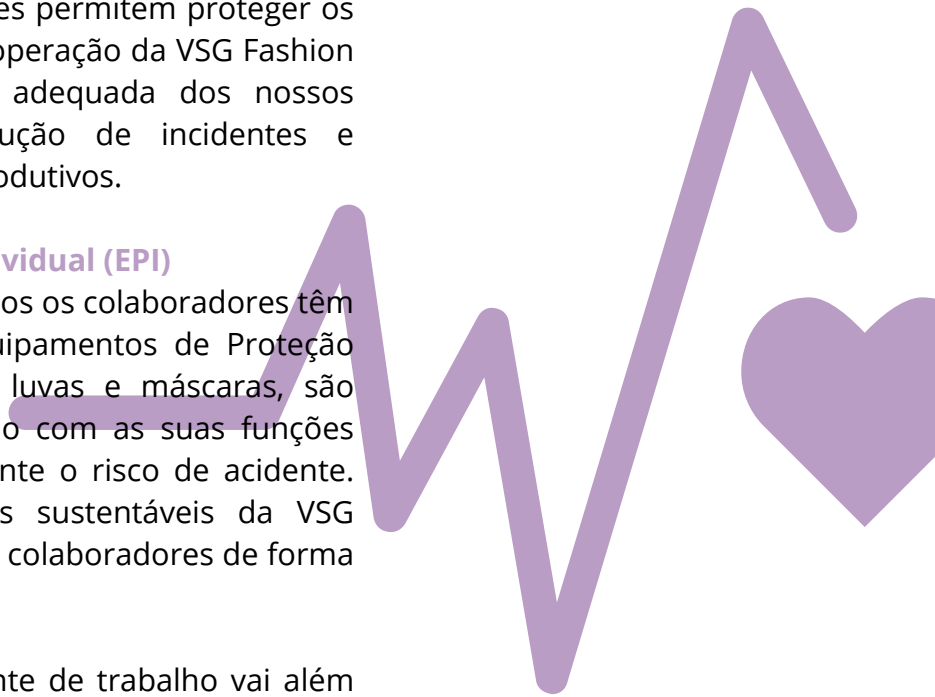 es permitem proteger os
operação da VSG Fashion
adequada dos nossos
ução de incidentes e
odutivos.
vidual (EPI)
os os colaboradores têm
uipamentos de Proteção
luvas e máscaras, são
o com as suas funções
nte o risco de acidente.
s sustentáveis da VSG
colaboradores de forma
nte de trabalho vai além